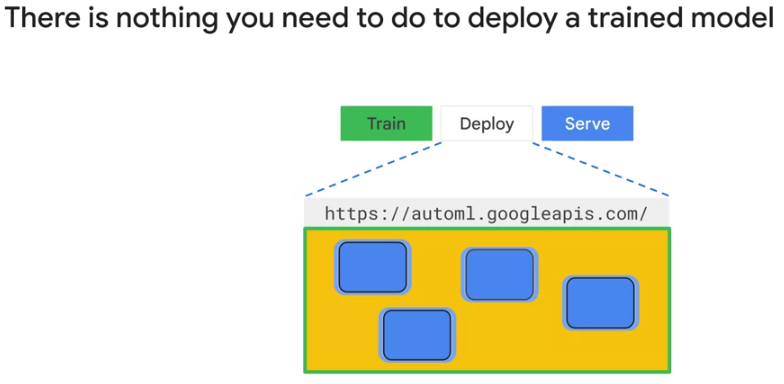 There is nothing you need to do to deploy a trained model
Train Deploy Serve
https://automl.googleapis.com/